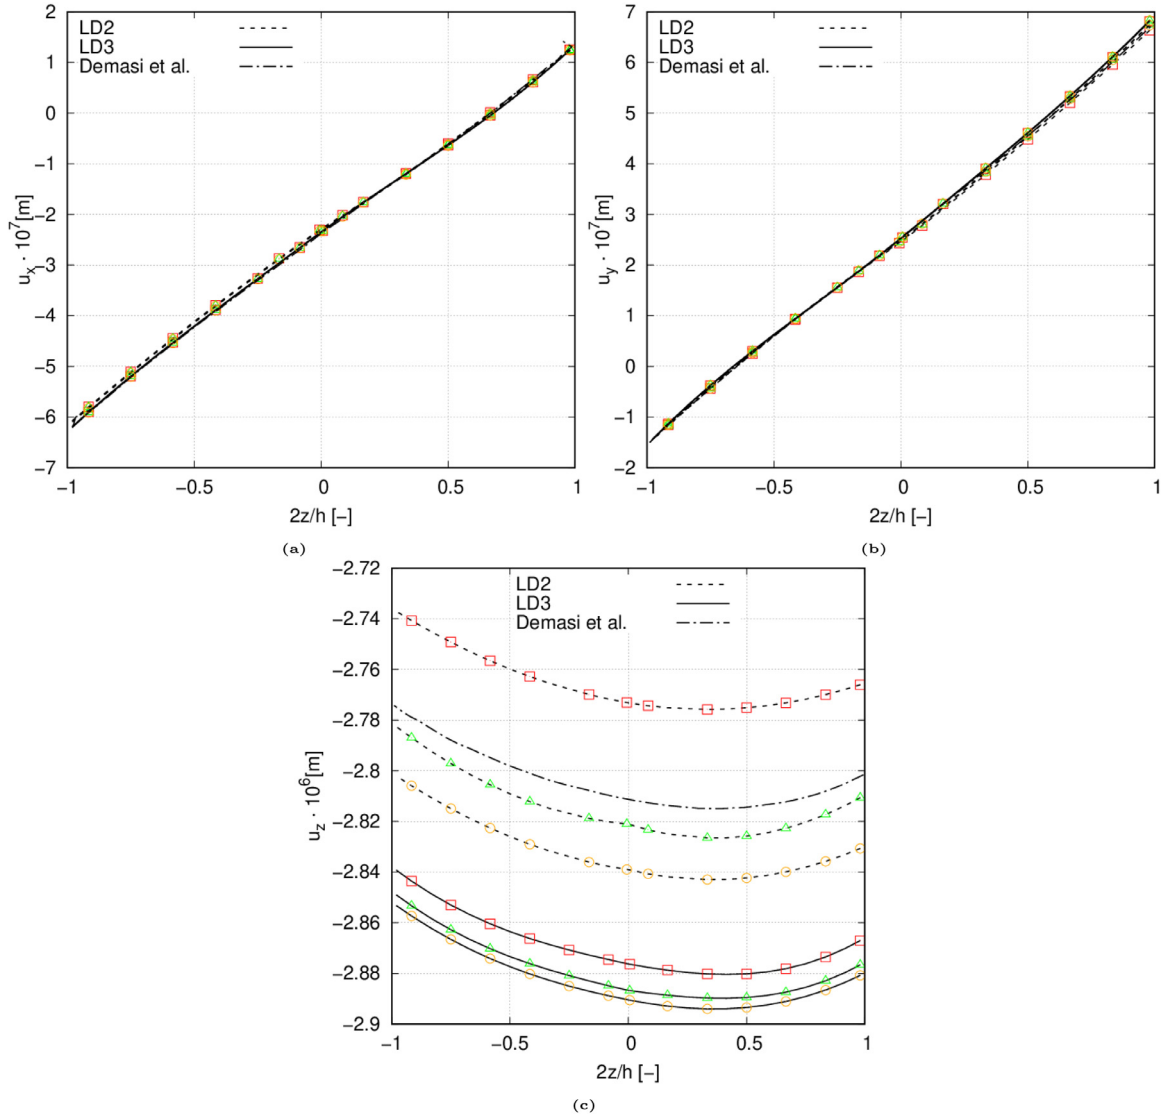 LD2
LD3
Demasi et al.
2
1
0
−1
−2
−3
−4
−5
−6
−7
u_x · 10^7 [m]
−1
−0.5
0
0.5
1
2z/h [−]
(a)
LD2
LD3
Demasi et al.
7
6
5
4
3
2
1
0
−1
−2
u_y · 10^7 [m]
−1
−0.5
0
0.5
1
2z/h [−]
(b)
LD2
LD3
Demasi et al.
−2.72
−2.74
−2.76
−2.78
−2.8
−2.82
−2.84
−2.86
−2.88
−2.9
u_z · 10^6 [m]
−1
−0.5
0
0.5
1
2z/h [−]
(c)